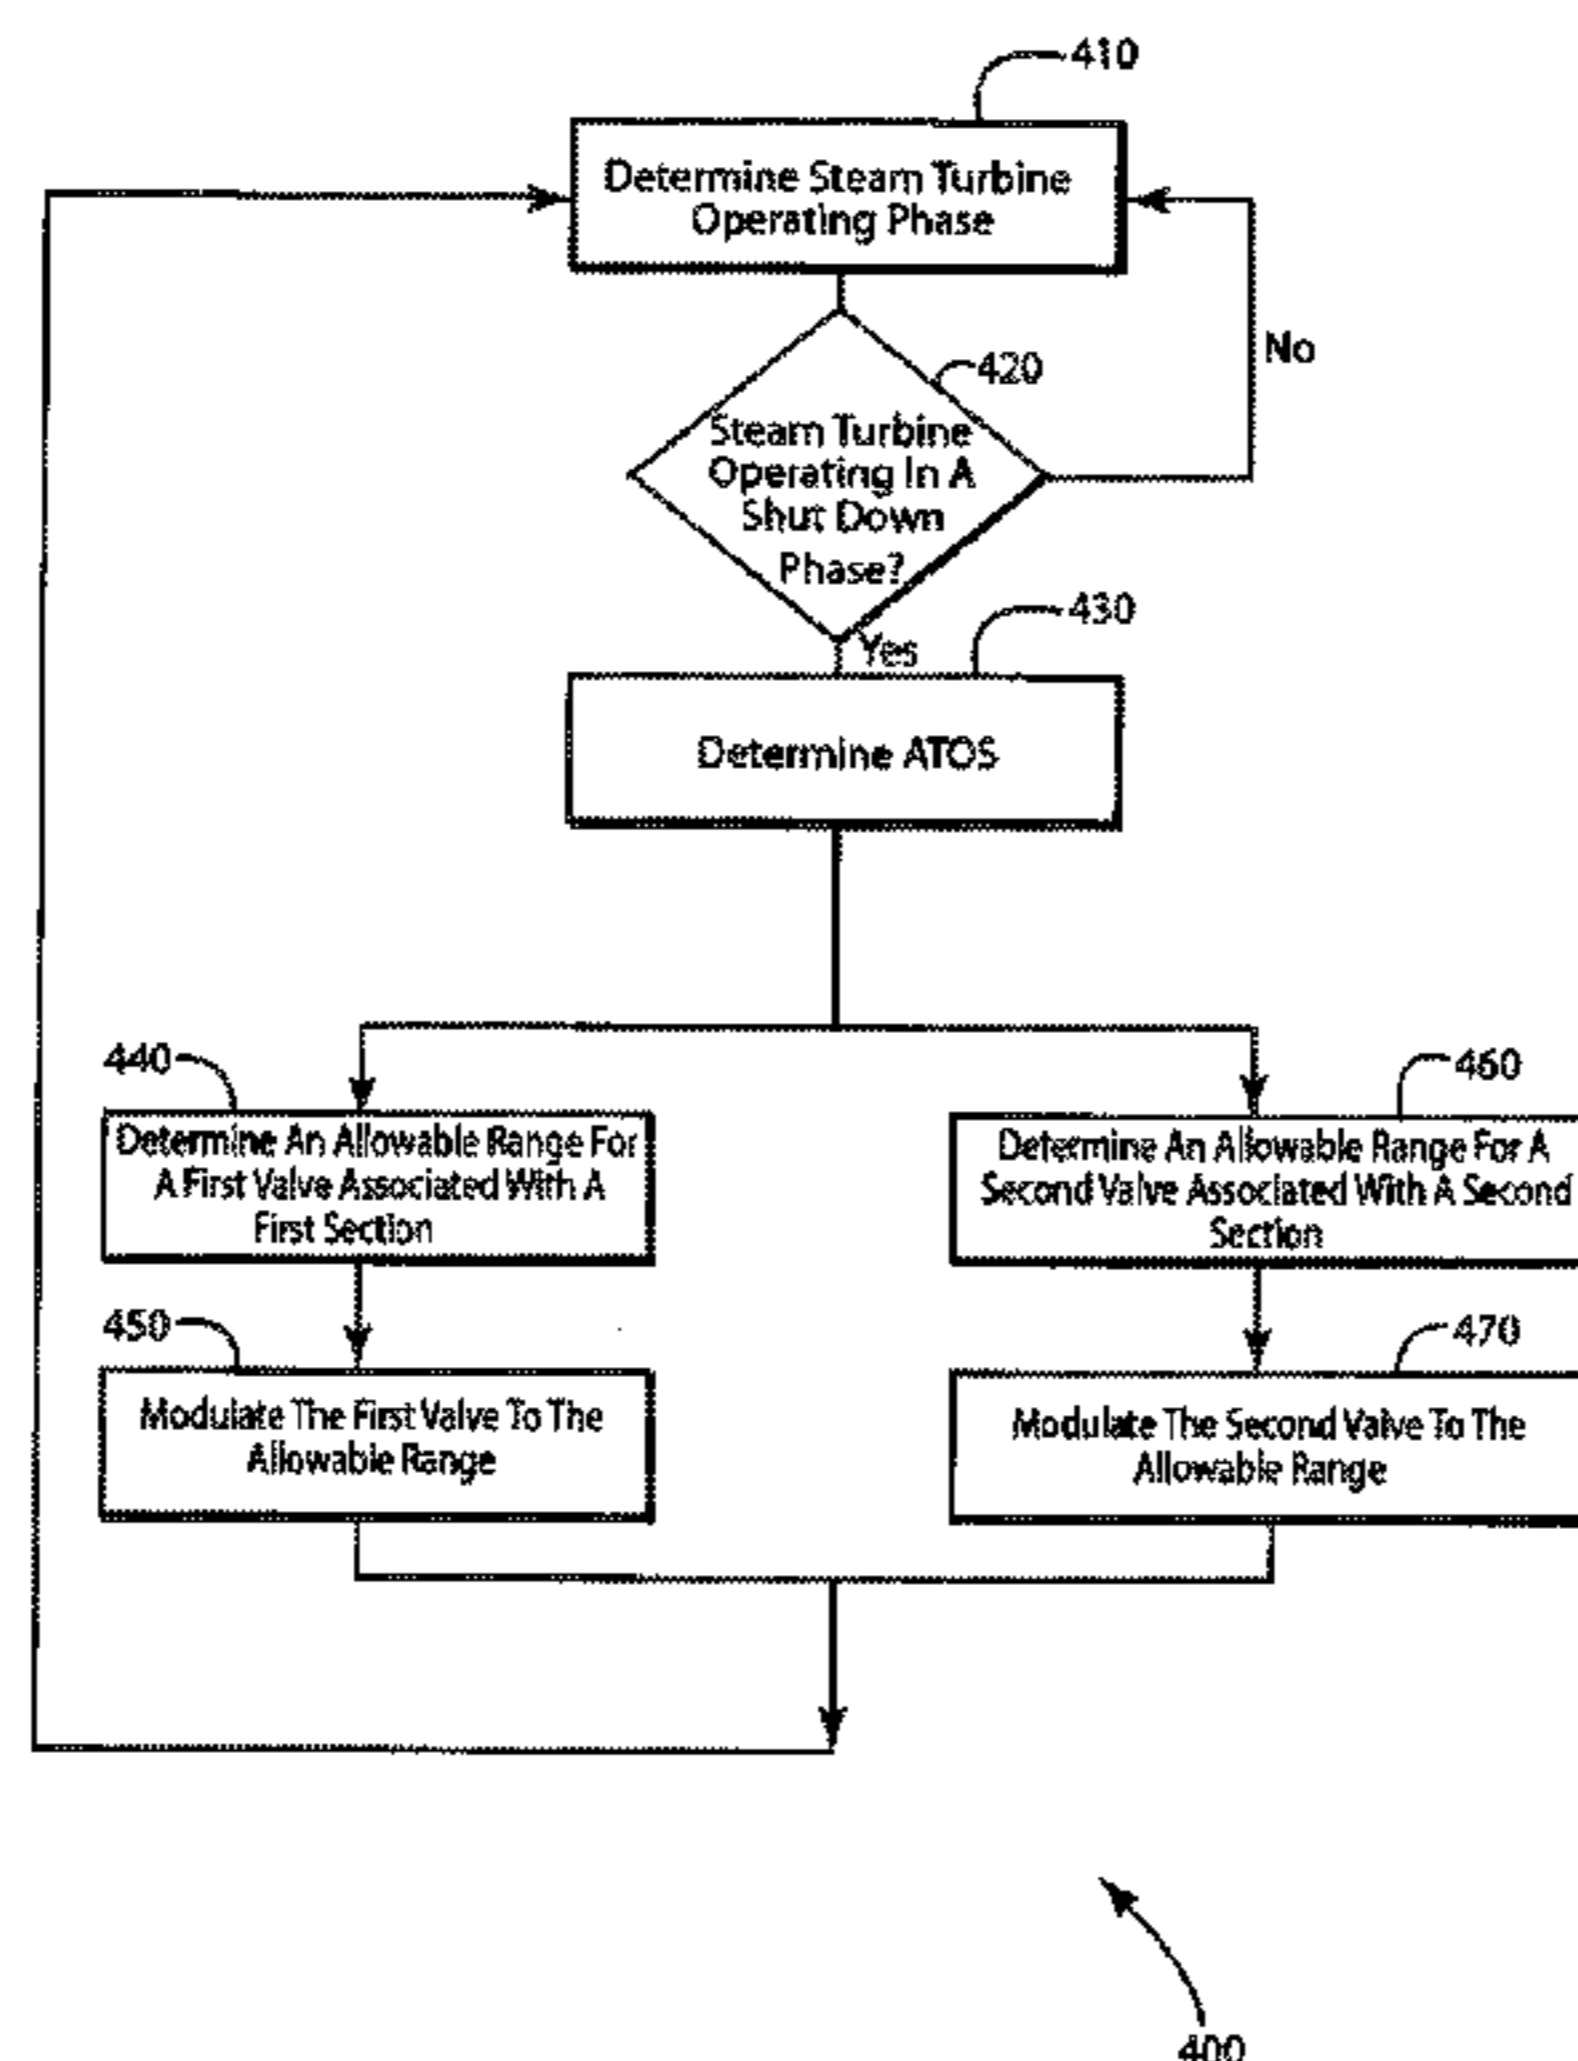 410
Determine Steam Turbine
Operating Phase
No
420
Steam Turbine
Operating In A
Shut Down
Phase?
430
Yes
Determine ATOS
440
460
Determine An Allowable Range For
A First Valve Associated With A
First Section
Determine An Allowable Range For A
Second Valve Associated With A Second
Section
450
470
Modulate The First Valve To The
Allowable Range
Modulate The Second Valve To The
Allowable Range
400